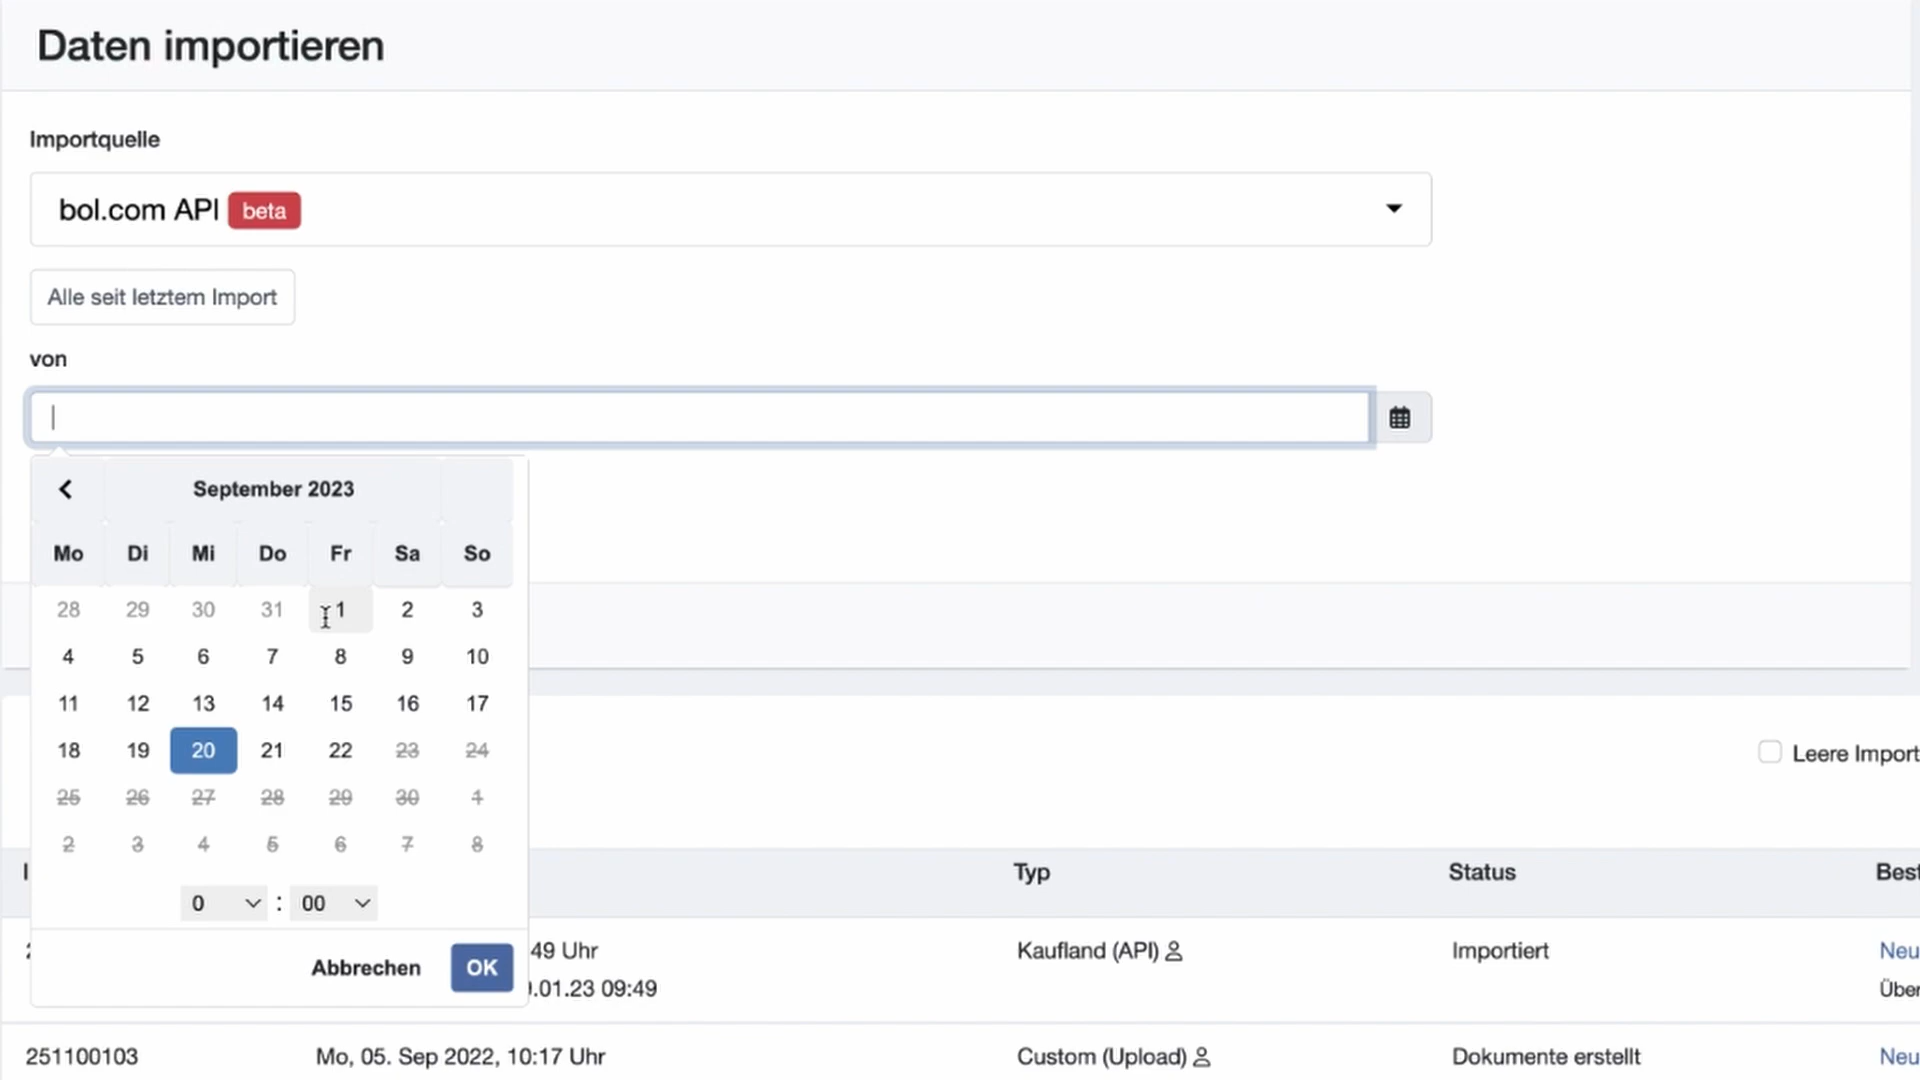 Daten importieren
Importquelle
bol.com API beta
Alle seit letztem Import
von
September 2023
Mo Di Mi Do Fr Sa So
28 29 30 31 1 2 3
4 5 6 7 8 9 10
11 12 13 14 15 16 17
18 19 20 21 22 23 24
25 26 27 28 29 30 1
2 3 4 5 6 7 8
0 : 00
Abbrechen OK
Leere Import
Typ Status Best
49 Uhr Kaufland (API) Importiert Neu
.01.23 09:49 Über
251100103 Mo, 05. Sep 2022, 10:17 Uhr Custom (Upload) Dokumente erstellt Neu